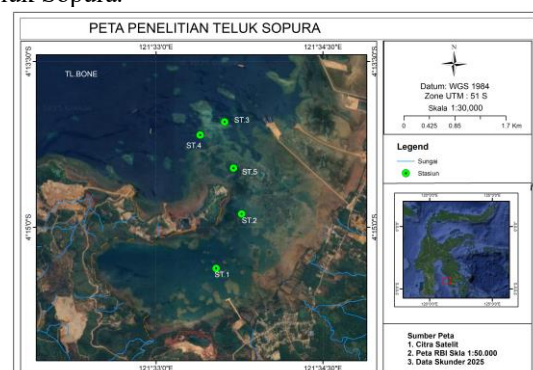 luk Sopura.
PETA PENELITIAN TELUK SOPURA
121°33'0"E
121°34'30"E
4°13'30"S
4°13'30"S
TL.BONE
ST.3
ST.4
ST.5
ST.2
ST.1
4°15'0"S
4°15'0"S
121°33'0"E
121°34'30"E
N
Datum: WGS 1984
Zone UTM : 51 S
Skala 1:30,000
0 0.425 0.85 1.7 Km
Legend
Sungai
Stasiun
Sumber Peta
1. Citra Satelit
2. Peta RBI Skla 1:50.000
3. Data Skunder 2025